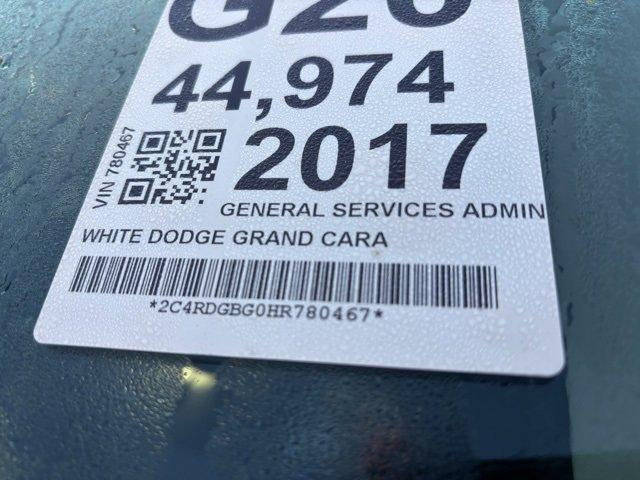 44,974
VIN 780467
2017
GENERAL SERVICES ADMIN
WHITE DODGE GRAND CARA
*2C4RDGBG0HR780467*